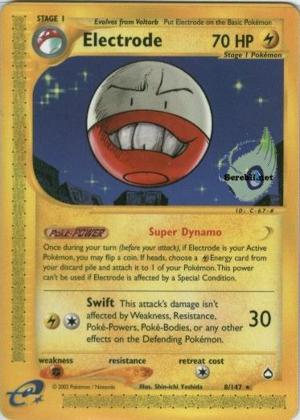 STAGE 1
Evolves from Voltorb
Put Electrode on the Basic Pokémon
Electrode
70 HP
Stage 1 Pokémon
Serebii.net
ID: C-67-#
Poké-POWER
Super Dynamo
Once during your turn (before your attack), if Electrode is your Active
Pokémon, you may flip a coin. If heads, choose a Energy card from
your discard pile and attach it to 1 of your Pokémon. This power
can't be used if Electrode is affected by a Special Condition.
Swift This attack's damage isn't
affected by Weakness, Resistance,
Poké-Powers, Poké-Bodies, or any other
effects on the Defending Pokémon.
30
weakness
resistance
retreat cost
e
© 2002 Pokémon / Nintendo
Illus. Shin-ichi Yoshida
8/147 ★